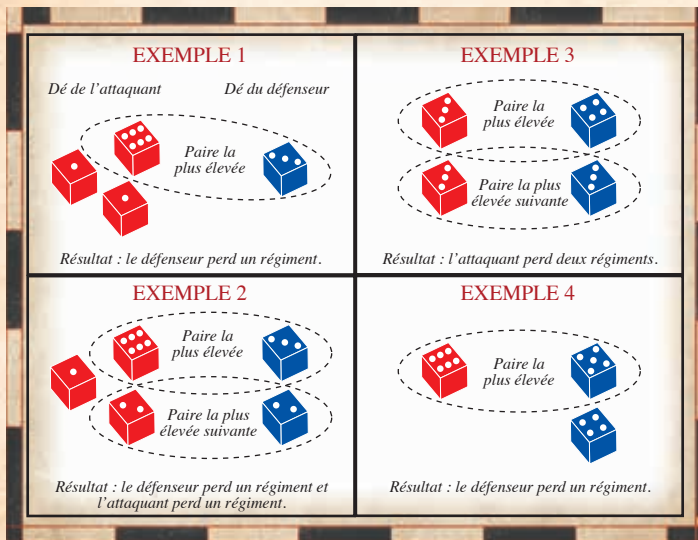 EXEMPLE 1
Dé de l'attaquant
Dé du défenseur
Paire la
plus élevée
Résultat : le défenseur perd un régiment.
EXEMPLE 3
Paire la
plus élevée
Paire la plus
élevée suivante
Résultat : l'attaquant perd deux régiments.
EXEMPLE 2
Paire la
plus élevée
Paire la plus
élevée suivante
Résultat : le défenseur perd un régiment et
l'attaquant perd un régiment.
EXEMPLE 4
Paire la
plus élevée
Résultat : le défenseur perd un régiment.